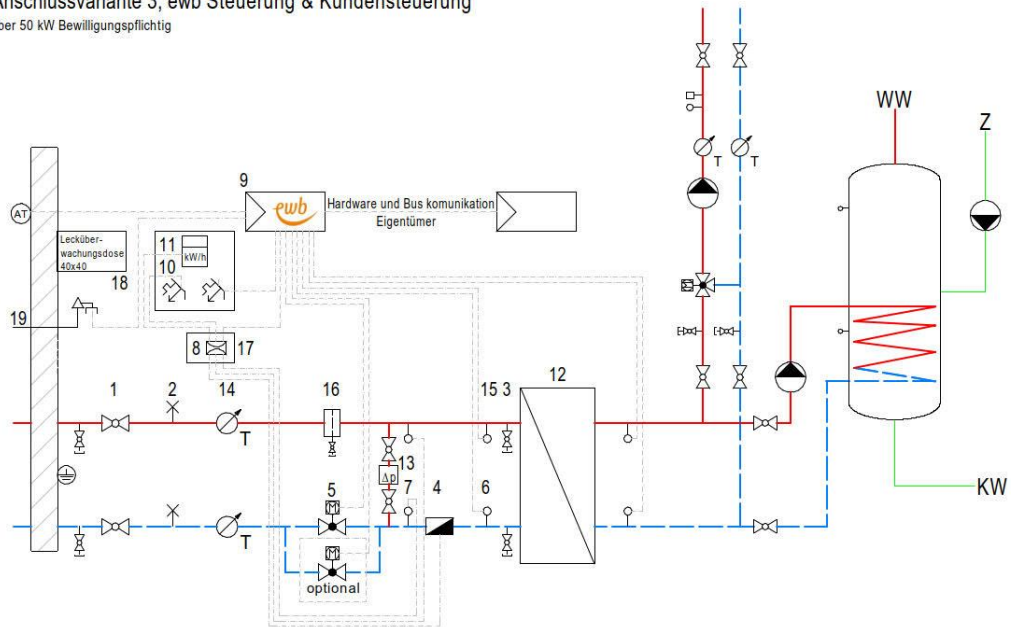 Anschlussvariante 3, ewb Steuerung & Kundensteuerung
ber 50 kW Bewilligungspflichtig
WW
Z
T
T
9
ewb
Hardware und Bus komunikation
Eigentümer
AT
Lecküber-
wachungsdose
40x40
18
11
kW/h
10
19
8
17
1
2
14
16
15
3
12
T
13
Δp
5
7
4
6
M
T
M
optional
KW